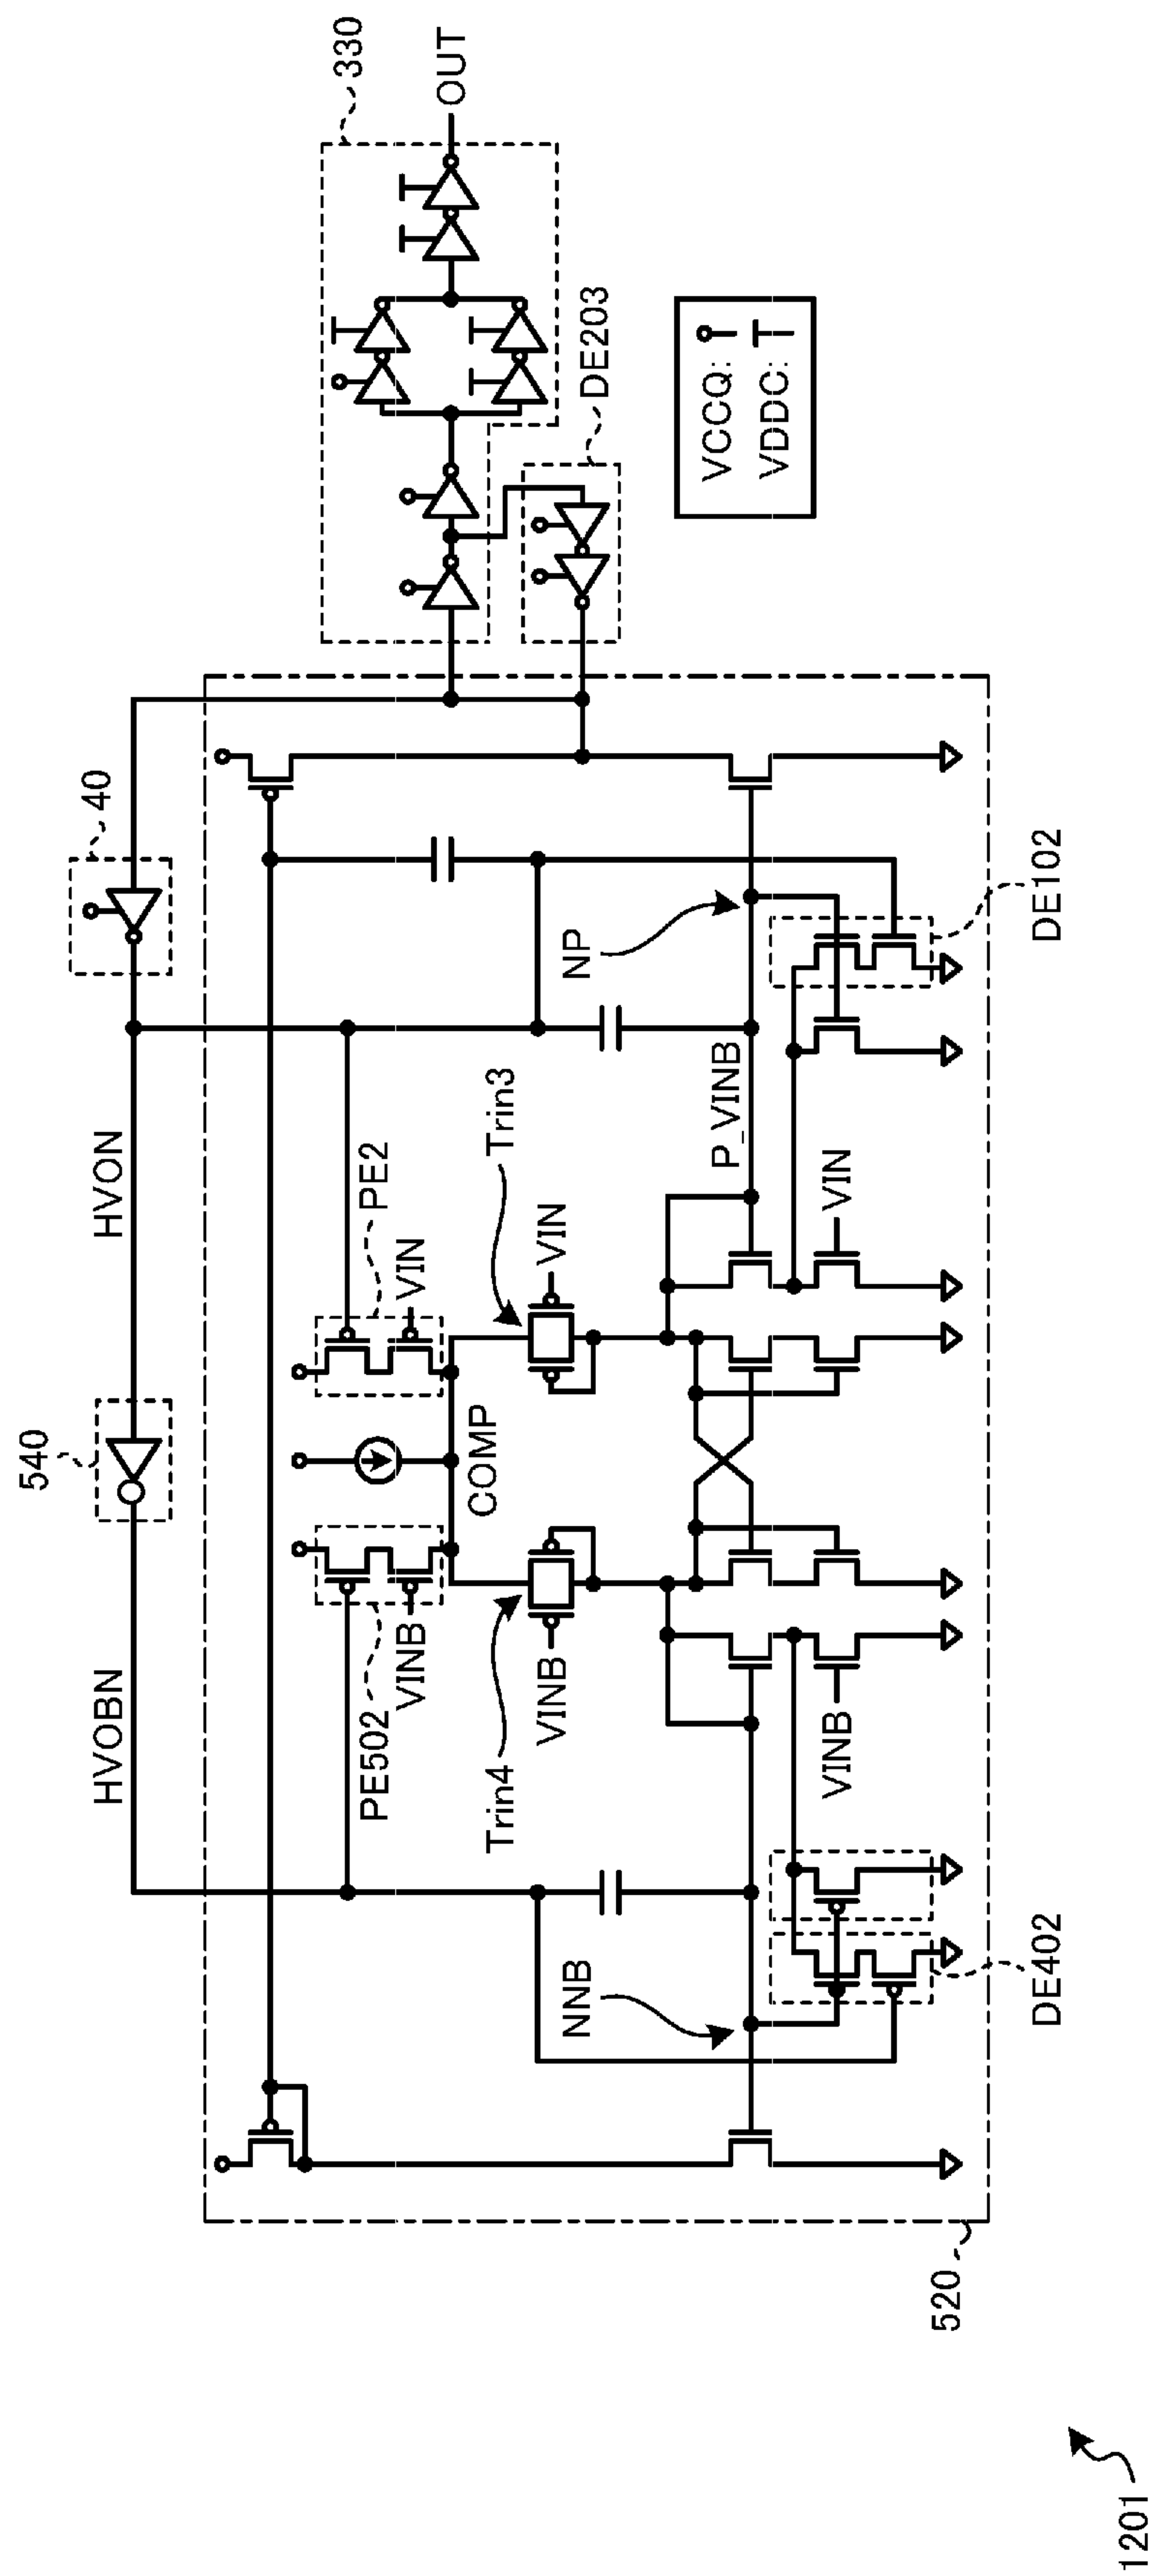 1201
520
HVOBN
540
HVON
40
330
OUT
PE502
VINB
PE2
VIN
COMP
DE203
Trin4
VINB
Trin3
VIN
VCCQ:
VDDC:
NNB
P_VINB
NP
VINB
VIN
DE402
DE102